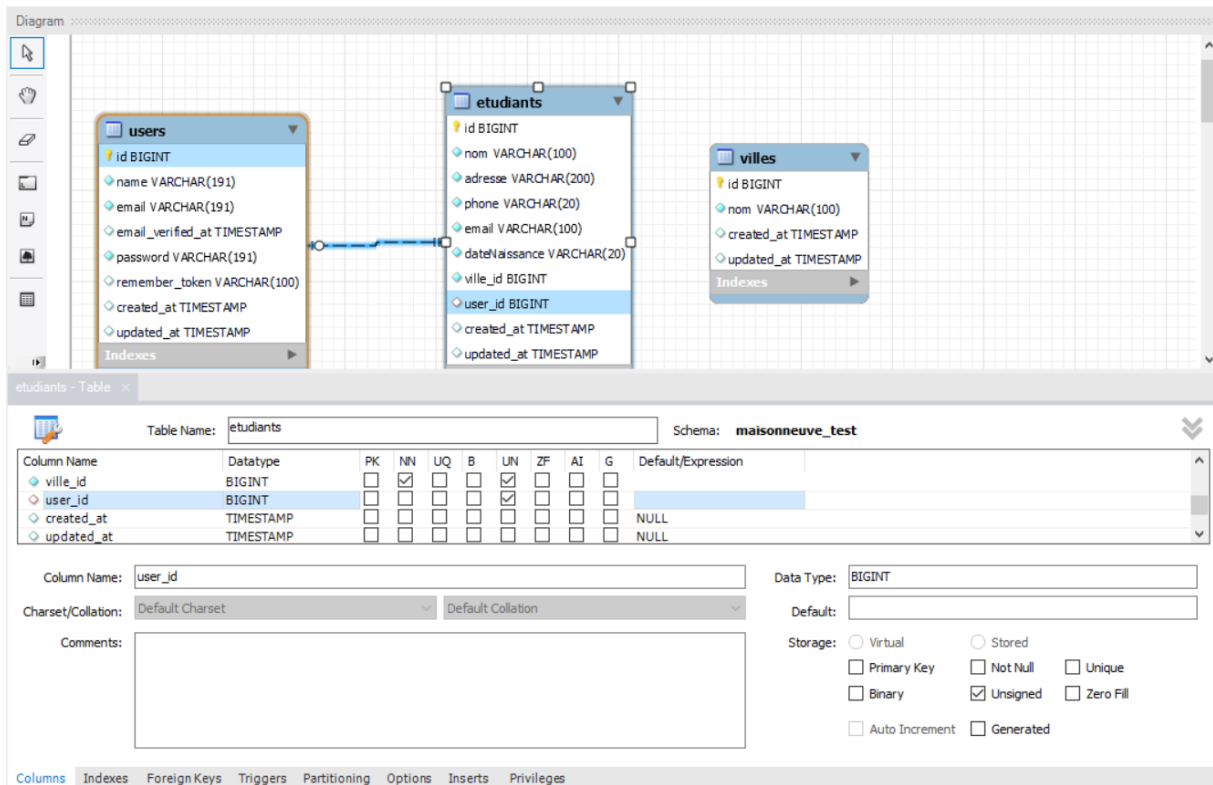 Diagram
users
id BIGINT
name VARCHAR(191)
email VARCHAR(191)
email_verified_at TIMESTAMP
password VARCHAR(191)
remember_token VARCHAR(100)
created_at TIMESTAMP
updated_at TIMESTAMP
Indexes
etudiants
id BIGINT
nom VARCHAR(100)
adresse VARCHAR(200)
phone VARCHAR(20)
email VARCHAR(100)
dateNaissance VARCHAR(20)
ville_id BIGINT
user_id BIGINT
created_at TIMESTAMP
updated_at TIMESTAMP
villes
id BIGINT
nom VARCHAR(100)
created_at TIMESTAMP
updated_at TIMESTAMP
Indexes
etudiants - Table ×
Table Name: etudiants Schema: maisonneuve_test
Column Name Datatype PK NN UQ B UN ZF AI G Default/Expression
ville_id BIGINT
user_id BIGINT
created_at TIMESTAMP NULL
updated_at TIMESTAMP NULL
Column Name: user_id Data Type: BIGINT
Charset/Collation: Default Charset Default Collation Default:
Comments: Storage: Virtual Stored
Primary Key Not Null Unique
Binary Unsigned Zero Fill
Auto Increment Generated
Columns Indexes Foreign Keys Triggers Partitioning Options Inserts Privileges